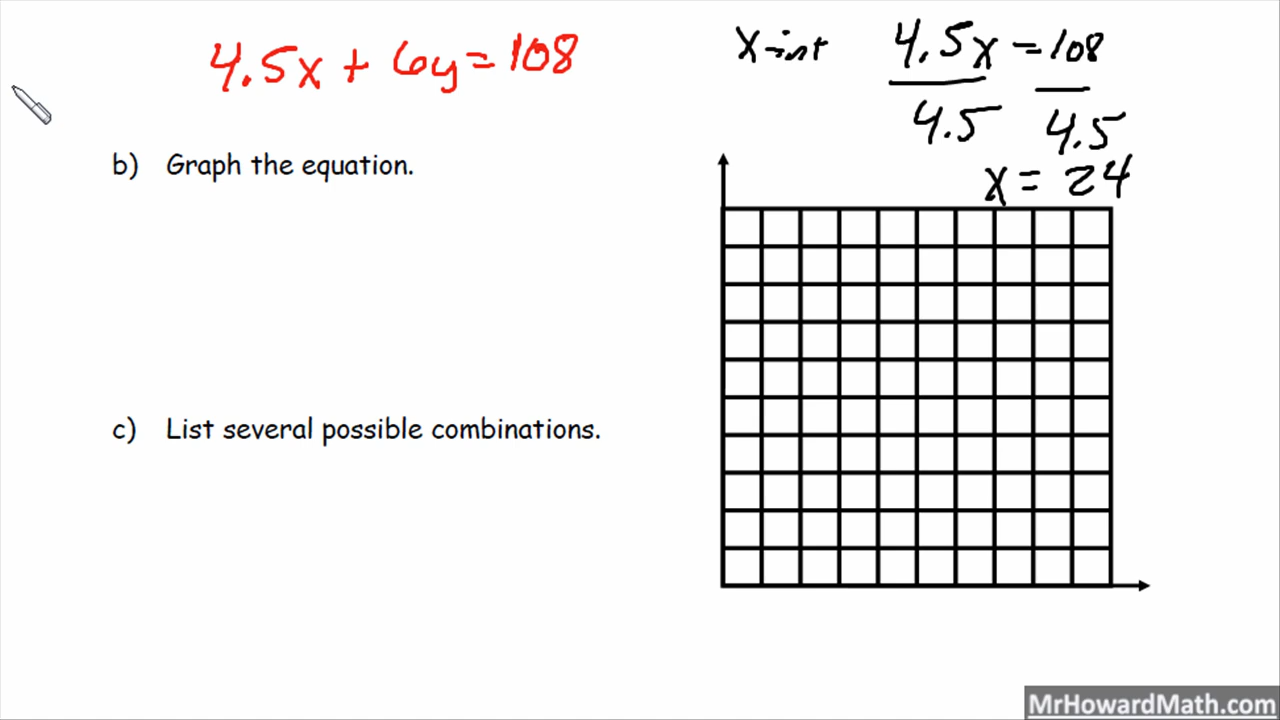 4.5x + 6y = 108
x-int 4.5x = 108
4.5 4.5
x = 24
b) Graph the equation.
c) List several possible combinations.
MrHowardMath.com